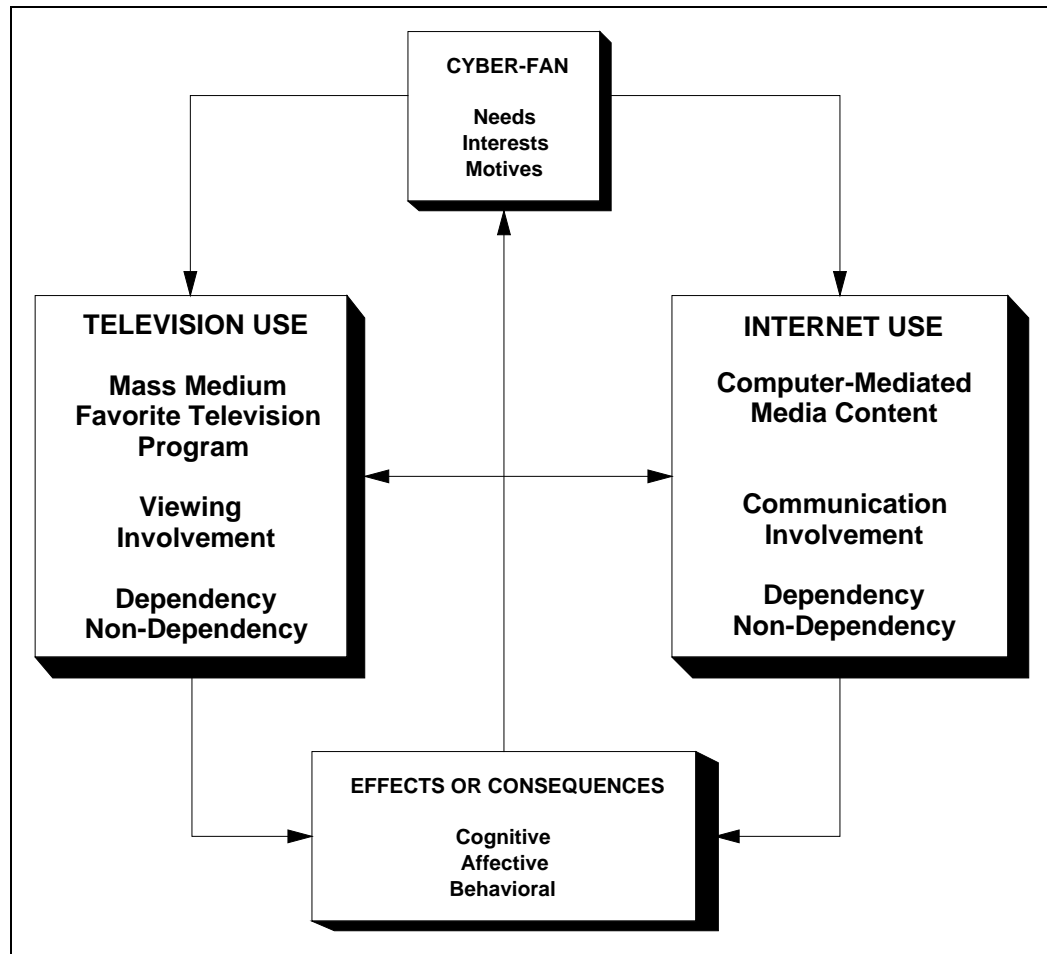 CYBER-FAN
Needs
Interests
Motives
TELEVISION USE
Mass Medium
Favorite Television
Program
Viewing
Involvement
Dependency
Non-Dependency
INTERNET USE
Computer-Mediated
Media Content
Communication
Involvement
Dependency
Non-Dependency
EFFECTS OR CONSEQUENCES
Cognitive
Affective
Behavioral